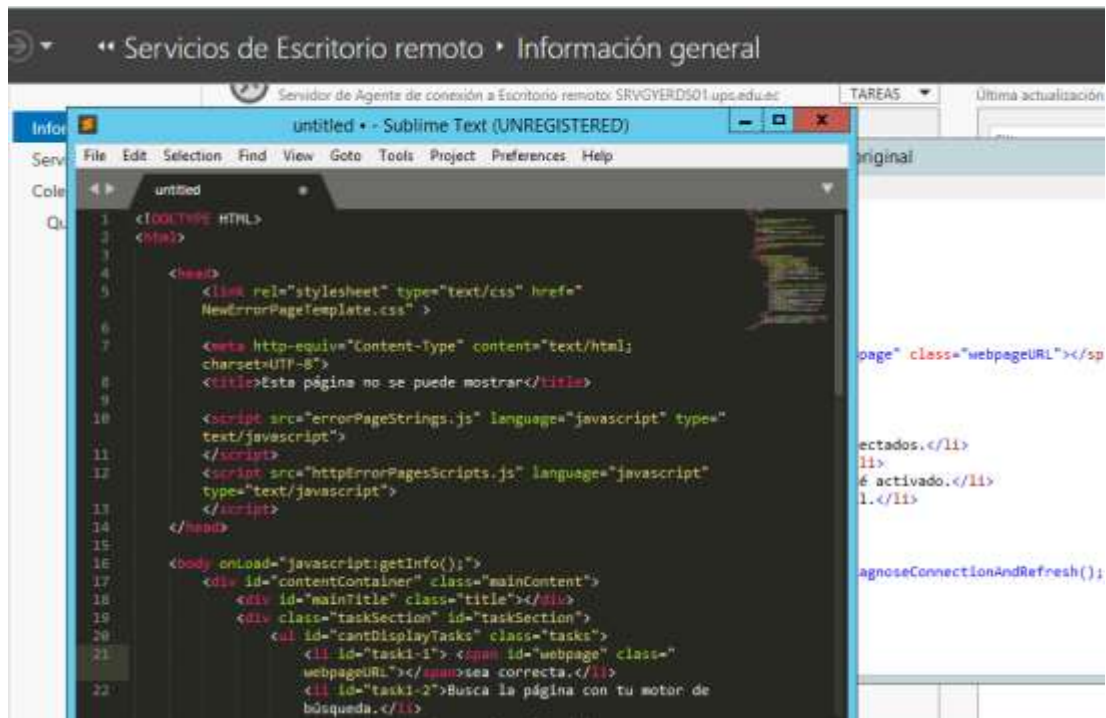 Servicios de Escritorio remoto ‣ Información general
Servidor de Agente de conexión a Escritorio remoto: SRVGYERDS01.ups.edu.ec
TAREAS
Última actualización
Infor
Serv
Cole
Qu
untitled • - Sublime Text (UNREGISTERED)
File Edit Selection Find View Goto Tools Project Preferences Help
untitled
1 <!DOCTYPE HTML>
2 <html>
3
4 <head>
5 <link rel="stylesheet" type="text/css" href="
NewErrorPageTemplate.css" >
6
7 <meta http-equiv="Content-Type" content="text/html;
charset=UTF-8">
8 <title>Esta página no se puede mostrar</title>
9
10 <script src="errorPageStrings.js" language="javascript" type="
text/javascript">
11 </script>
12 <script src="httpErrorPagesScripts.js" language="javascript"
type="text/javascript">
13 </script>
14 </head>
15
16 <body onLoad="javascript:getInfo();">
17 <div id="contentContainer" class="mainContent">
18 <div id="mainTitle" class="title"></div>
19 <div class="taskSection" id="taskSection">
20 <ul id="cantDisplayTasks" class="tasks">
21 <li id="task1-1"> <span id="webpage" class="
webpageURL"></span>sea correcta.</li>
22 <li id="task1-2">Busca la página con tu motor de
búsqueda.</li>
original
page" class="webpageURL"></sp
ectados.</li>
li>
é activado.</li>
l.</li>
agnoseConnectionAndRefresh();